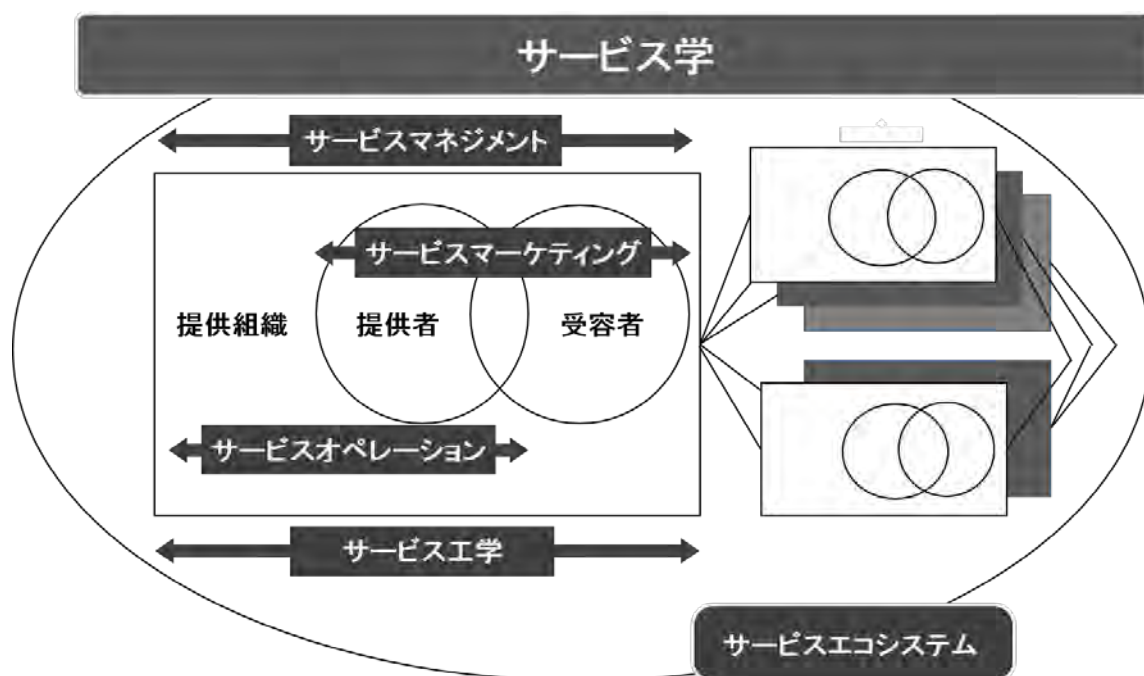 サービス学
サービスマネジメント
サービスマーケティング
提供組織
提供者
受容者
サービスオペレーション
サービス工学
サービスエコシステム